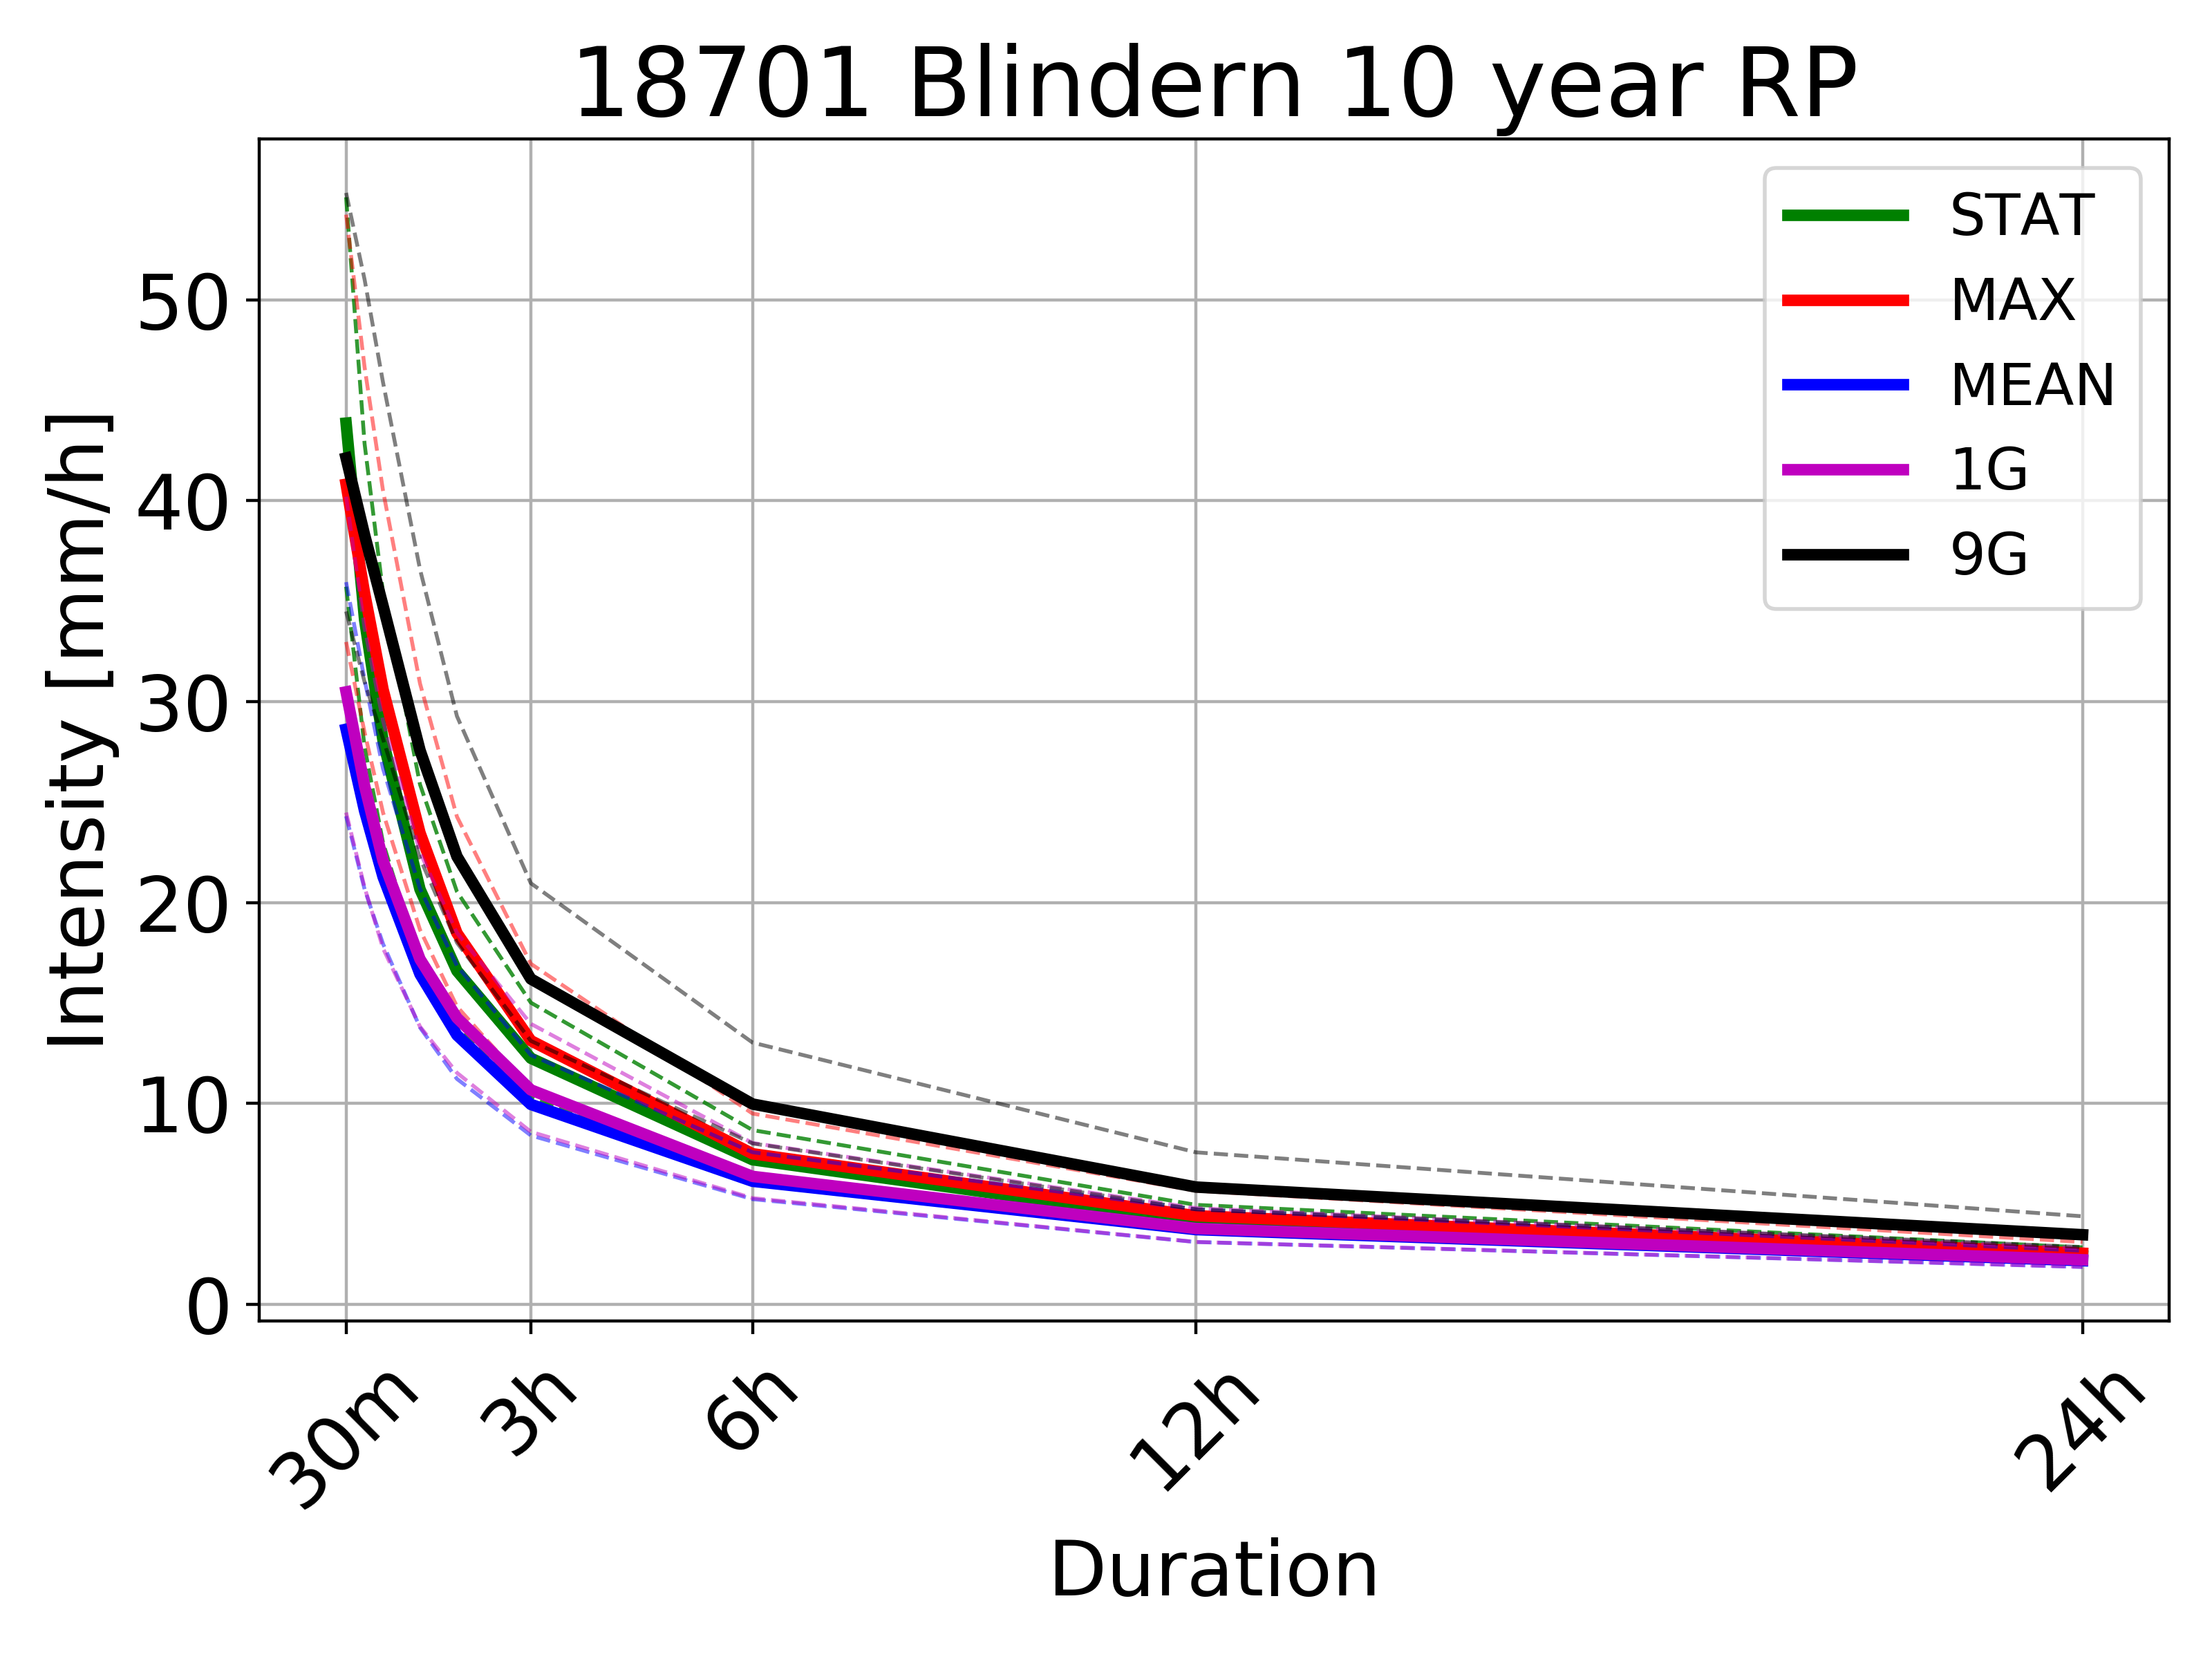 18701 Blindern 10 year RP
Intensity [mm/h]
50
40
30
20
10
0
STAT
MAX
MEAN
1G
9G
30m
3h
6h
12h
24h
Duration